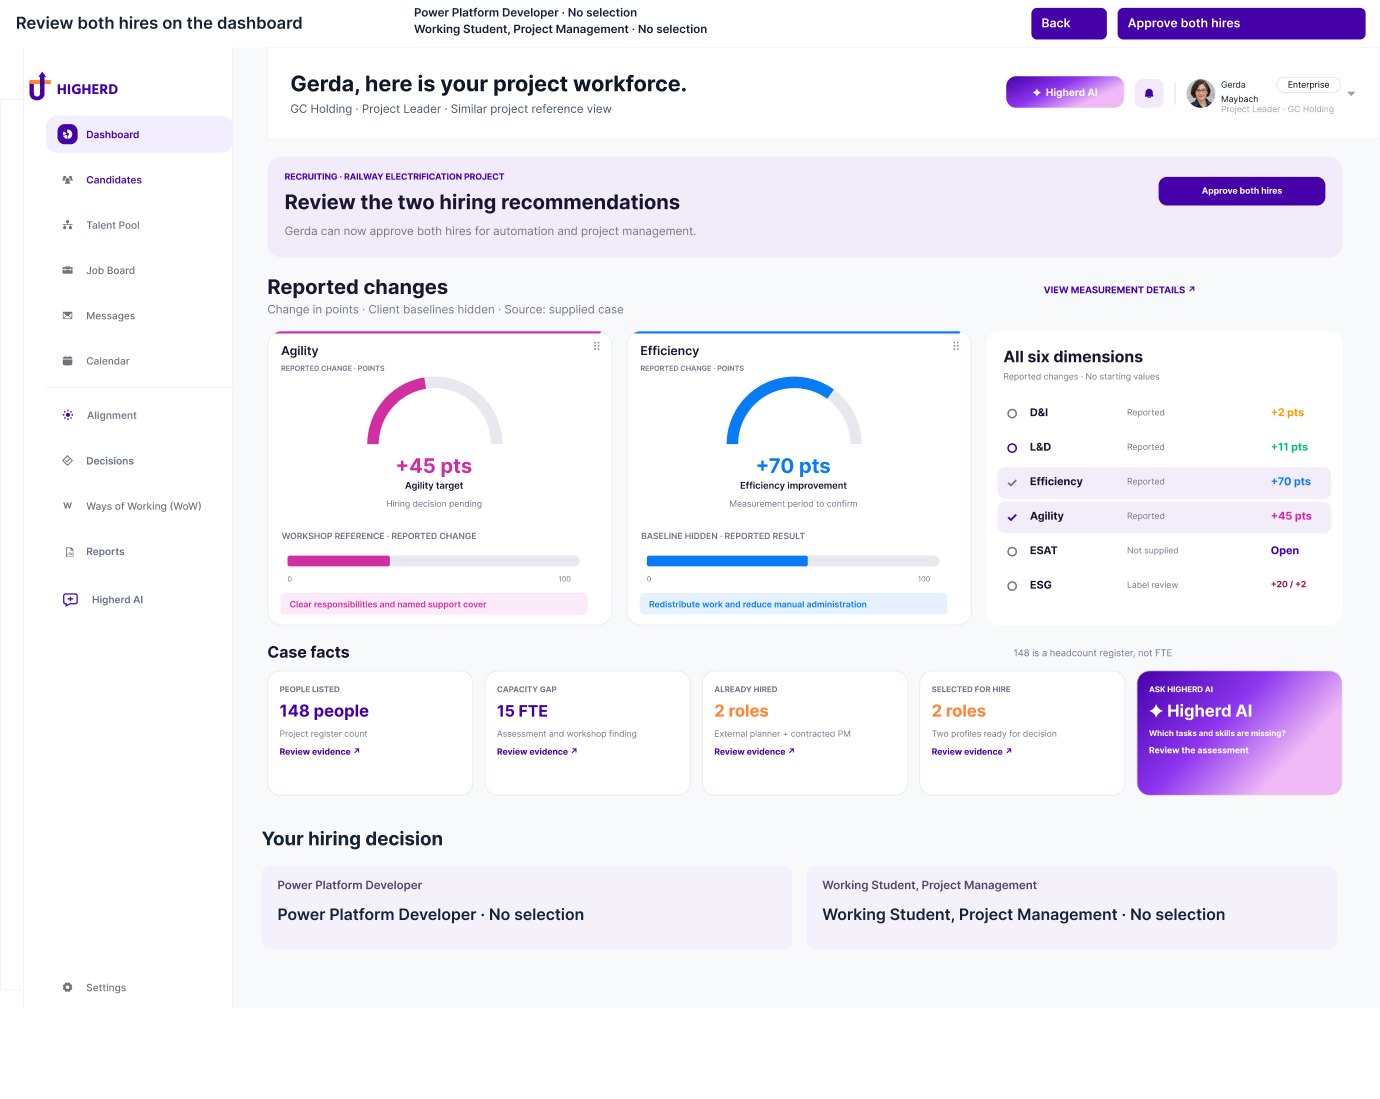 Review both hires on the dashboard
Power Platform Developer · No selection
Working Student, Project Management · No selection
Back
Approve both hires
HIGHERD
Dashboard
Candidates
Talent Pool
Job Board
Messages
Calendar
Alignment
Decisions
W Ways of Working (WoW)
Reports
Higherd AI
Settings
Gerda, here is your project workforce.
GC Holding · Project Leader · Similar project reference view
Higherd AI
Gerda
Maybach
Enterprise
Project Leader · GC Holding
RECRUITING · RAILWAY ELECTRIFICATION PROJECT
Review the two hiring recommendations
Gerda can now approve both hires for automation and project management.
Approve both hires
Reported changes
Change in points · Client baselines hidden · Source: supplied case
VIEW MEASUREMENT DETAILS ↗
Agility
REPORTED CHANGE · POINTS
+45 pts
Agility target
Hiring decision pending
WORKSHOP REFERENCE · REPORTED CHANGE
0 100
Clear responsibilities and named support cover
Efficiency
REPORTED CHANGE · POINTS
+70 pts
Efficiency improvement
Measurement period to confirm
BASELINE HIDDEN · REPORTED RESULT
0 100
Redistribute work and reduce manual administration
All six dimensions
Reported changes · No starting values
D&I Reported +2 pts
L&D Reported +11 pts
Efficiency Reported +70 pts
Agility Reported +45 pts
ESAT Not supplied Open
ESG Label review +20 / +2
Case facts
148 is a headcount register, not FTE
PEOPLE LISTED
148 people
Project register count
Review evidence ↗
CAPACITY GAP
15 FTE
Assessment and workshop finding
Review evidence ↗
ALREADY HIRED
2 roles
External planner + contracted PM
Review evidence ↗
SELECTED FOR HIRE
2 roles
Two profiles ready for decision
Review evidence ↗
ASK HIGHERD AI
Higherd AI
Which tasks and skills are missing?
Review the assessment
Your hiring decision
Power Platform Developer
Power Platform Developer · No selection
Working Student, Project Management
Working Student, Project Management · No selection